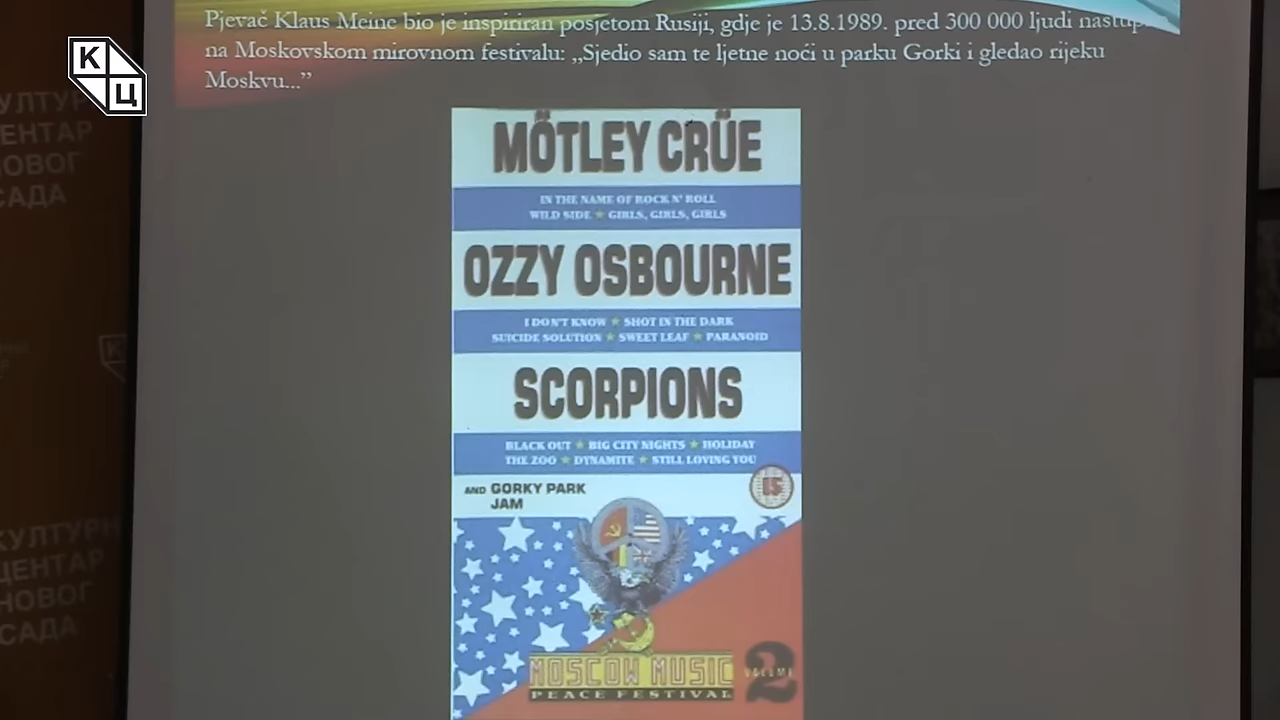 Pjevač Klaus Meine bio je inspiriran posjetom Rusiji, gdje je 13.8.1989. pred 300 000 ljudi
na Moskovskom mirovnom festivalu: „Sjedio sam te ljetne noći u parku Gorki i gledao rijeku
Moskvu...”
К
Ц
ЦЕНТАР
НОВОГ
САДА
MÖTLEY CRÜE
IN THE NAME OF ROCK N' ROLL
WILD SIDE ★ GIRLS, GIRLS, GIRLS
OZZY OSBOURNE
I DON'T KNOW ★ SHOT IN THE DARK
SUICIDE SOLUTION ★ SWEET LEAF ★ PARANOID
SCORPIONS
BLACK OUT ★ BIG CITY NIGHTS ★ HOLIDAY
THE ZOO ★ DYNAMITE ★ STILL LOVING YOU
AND GORKY PARK
JAM
15
MOSCOW MUSIC
PEACE FESTIVAL
VOLUME
2
КУЛТУРН
ЦЕНТАР
НОВОГ
САДА